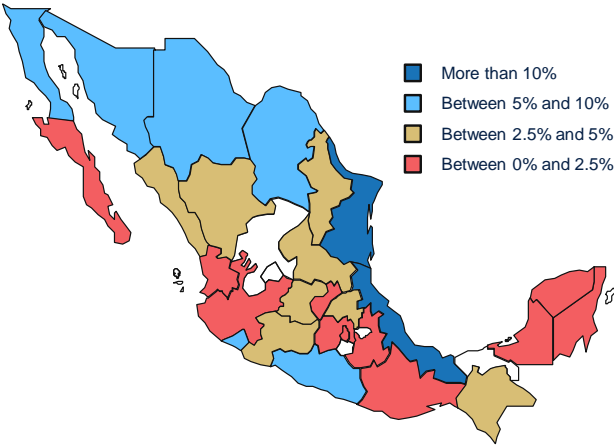 More than 10%
Between 5% and 10%
Between 2.5% and 5%
Between 0% and 2.5%